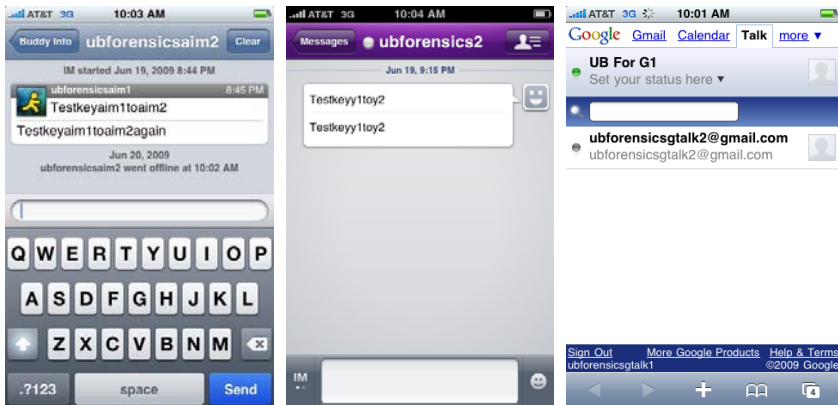 AT&T 3G 10:03 AM
Buddy Info ubforensicsaim2 Clear
IM started Jun 19, 2009 8:44 PM
ubforensicsaim1 8:45 PM
Testkeyaim1toaim2
Testkeyaim1toaim2again
Jun 20, 2009
ubforensicsaim2 went offline at 10:02 AM
Q W E R T Y U I O P
A S D F G H J K L
Z X C V B N M
.?123 space Send
AT&T 3G 10:04 AM
Messages ubforensics2
Jun 19, 9:15 PM
Testkeyy1toy2
Testkeyy1toy2
IM
AT&T 3G 10:01 AM
Google Gmail Calendar Talk more ▼
UB For G1
Set your status here ▼
ubforensicsgtalk2@gmail.com
ubforensicsgtalk2@gmail.com
Sign Out More Google Products Help & Terms
ubforensicsgtalk1 ©2009 Google
4